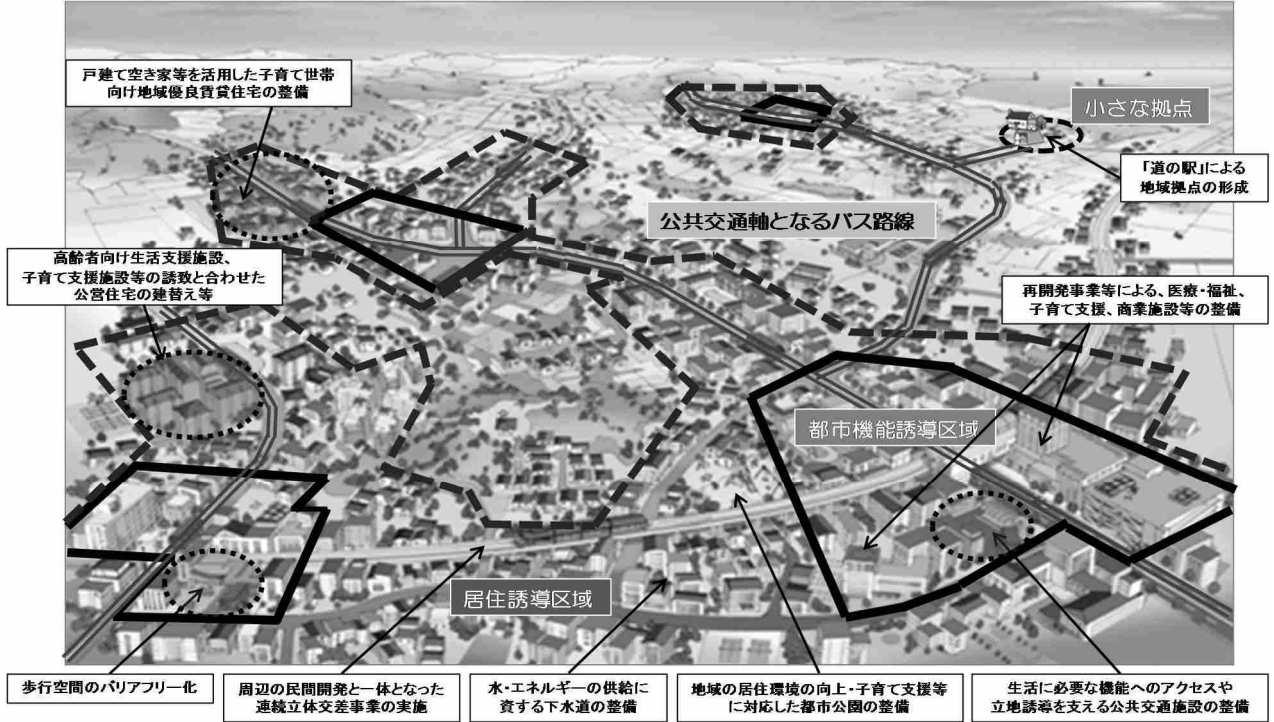 戸建て空き家等を活用した子育て世帯
向け地域優良賃貸住宅の整備
小さな拠点
「道の駅」による
地域拠点の形成
公共交通軸となるバス路線
高齢者向け生活支援施設、
子育て支援施設等の誘致と合わせた
公営住宅の建替え等
再開発事業等による、医療・福祉、
子育て支援、商業施設等の整備
都市機能誘導区域
居住誘導区域
歩行空間のバリアフリー化
周辺の民間開発と一体となった
連続立体交差事業の実施
水・エネルギーの供給に
資する下水道の整備
地域の居住環境の向上・子育て支援等
に対応した都市公園の整備
生活に必要な機能へのアクセスや
立地誘導を支える公共交通施設の整備